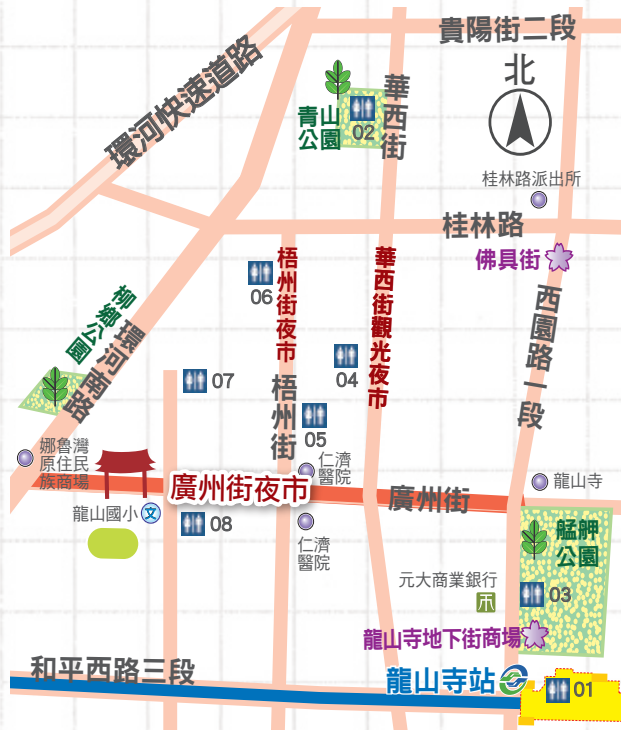 貴陽街二段
北
環河快速道路
華西街
青山
公園
02
桂林路派出所
桂林路
佛具街
梧州街夜市
華西街觀光夜市
06
西園路一段
柳鄉公園
環河南路
04
07
梧州街
05
娜魯灣
原住民
族商場
仁濟
醫院
龍山寺
廣州街夜市
廣州街
龍山國小
文
08
仁濟
醫院
艋舺
公園
元大商業銀行
03
龍山寺地下街商場
和平西路三段
龍山寺站
01